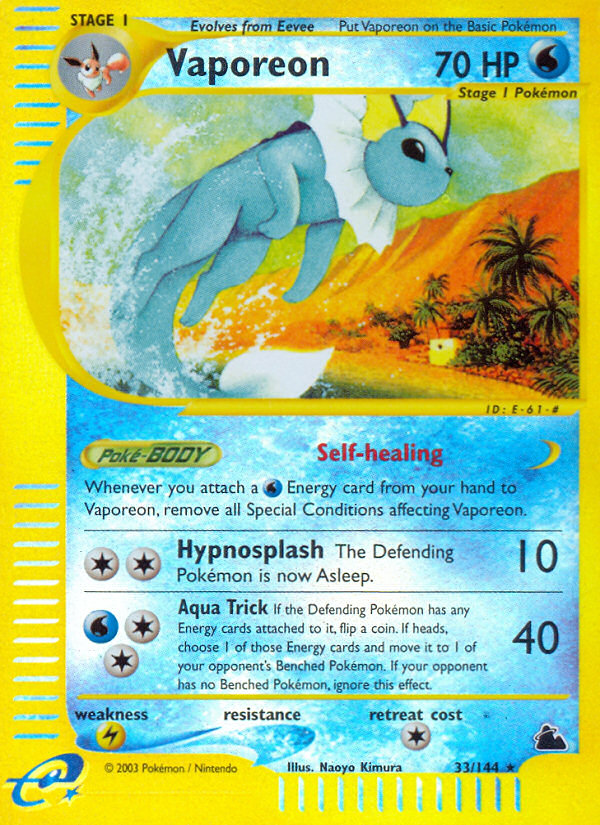 STAGE 1
Evolves from Eevee Put Vaporeon on the Basic Pokémon
Vaporeon 70 HP
Stage 1 Pokémon
ID: E-61-#
Poké-BODY Self-healing
Whenever you attach a Energy card from your hand to
Vaporeon, remove all Special Conditions affecting Vaporeon.
Hypnosplash The Defending 10
Pokémon is now Asleep.
Aqua Trick If the Defending Pokémon has any
Energy cards attached to it, flip a coin. If heads,
choose 1 of those Energy cards and move it to 1 of 40
your opponent's Benched Pokémon. If your opponent
has no Benched Pokémon, ignore this effect.
weakness resistance retreat cost
© 2003 Pokémon / Nintendo Illus. Naoyo Kimura 33/144 ★
e